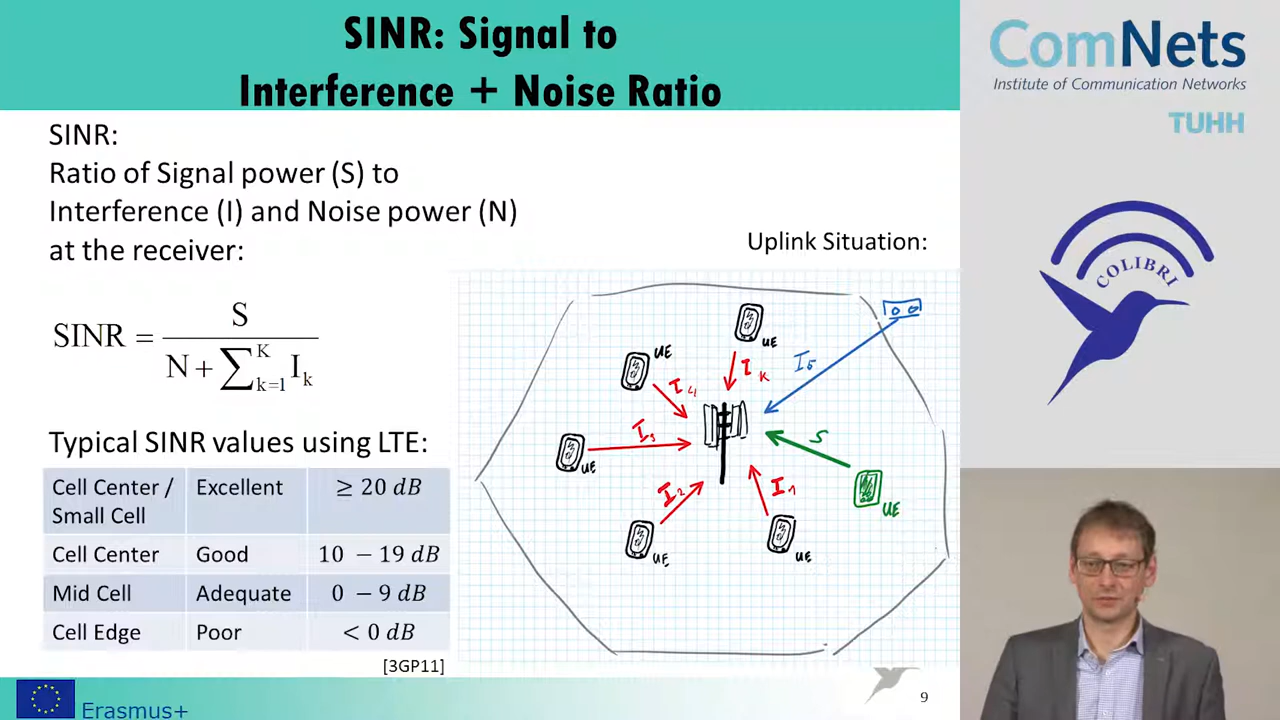 SINR: Signal to
Interference + Noise Ratio
SINR:
Ratio of Signal power (S) to
Interference (I) and Noise power (N)
at the receiver:
SINR = S / (N + ∑_{k=1}^{K} I_k)
Typical SINR values using LTE:
Cell Center / Small Cell Excellent ≥ 20 dB
Cell Center Good 10 − 19 dB
Mid Cell Adequate 0 − 9 dB
Cell Edge Poor < 0 dB
[3GP11]
Uplink Situation:
UE
I_K
UE
I_4
I_5
I_3
UE
S
UE
I_2
UE
I_1
UE
Erasmus+
9
ComNets
Institute of Communication Networks
TUHH
COLIBRI